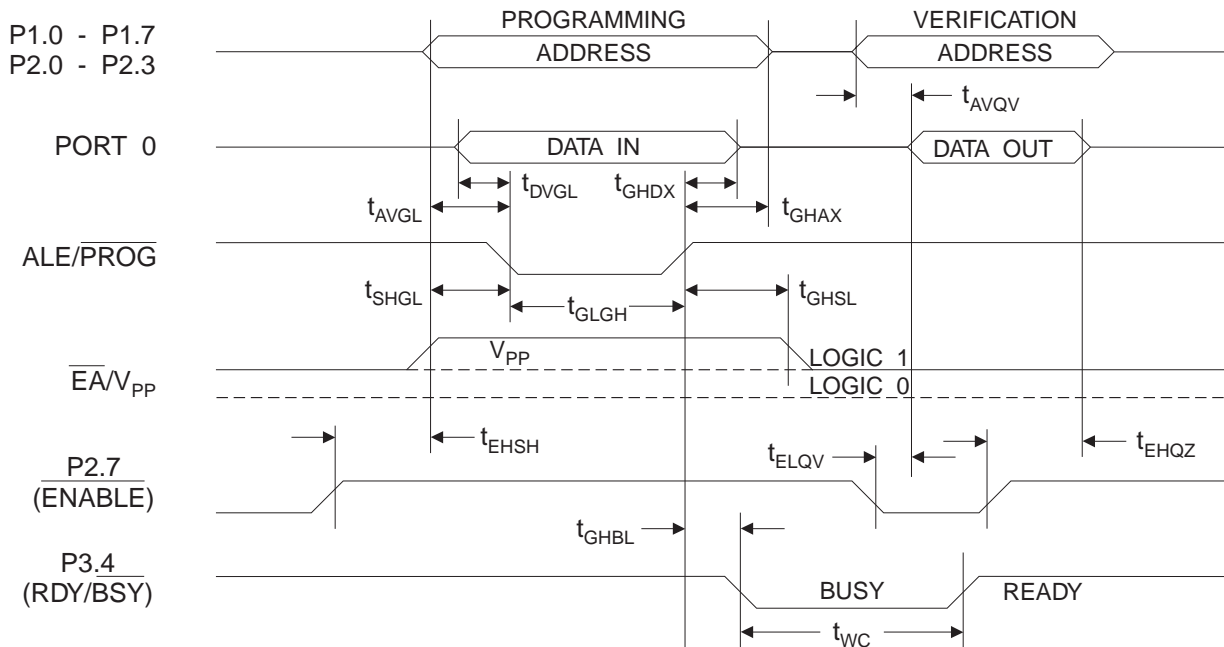 PROGRAMMING
VERIFICATION
P1.0 - P1.7
P2.0 - P2.3
ADDRESS
ADDRESS
tAVQV
PORT 0
DATA IN
DATA OUT
tDVGL
tGHDX
tAVGL
tGHAX
ALE/PROG
tSHGL
tGLGH
tGHSL
VPP
LOGIC 1
EA/VPP
LOGIC 0
tEHSH
tELQV
tEHQZ
P2.7
(ENABLE)
tGHBL
P3.4
(RDY/BSY)
BUSY
READY
tWC